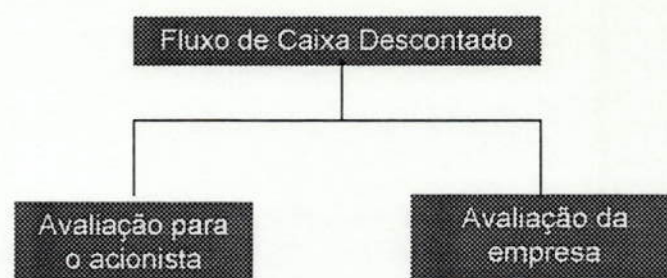 Fluxo de Caixa Descontado
Avaliação para
o acionista
Avaliação da
empresa